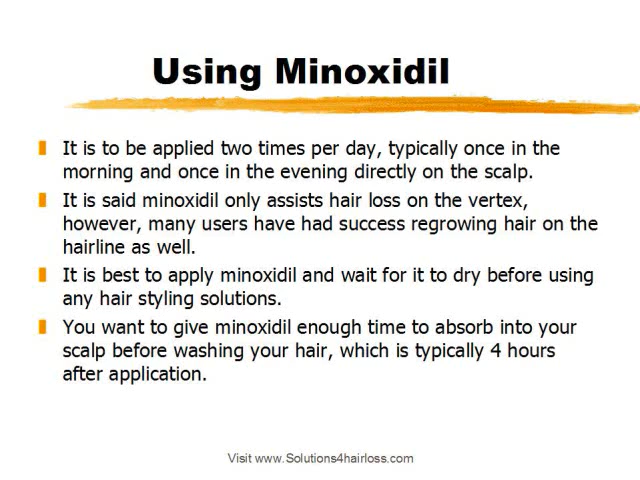 Using Minoxidil
It is to be applied two times per day, typically once in the
morning and once in the evening directly on the scalp.
It is said minoxidil only assists hair loss on the vertex,
however, many users have had success regrowing hair on the
hairline as well.
It is best to apply minoxidil and wait for it to dry before using
any hair styling solutions.
You want to give minoxidil enough time to absorb into your
scalp before washing your hair, which is typically 4 hours
after application.
Visit www.Solutions4hairloss.com